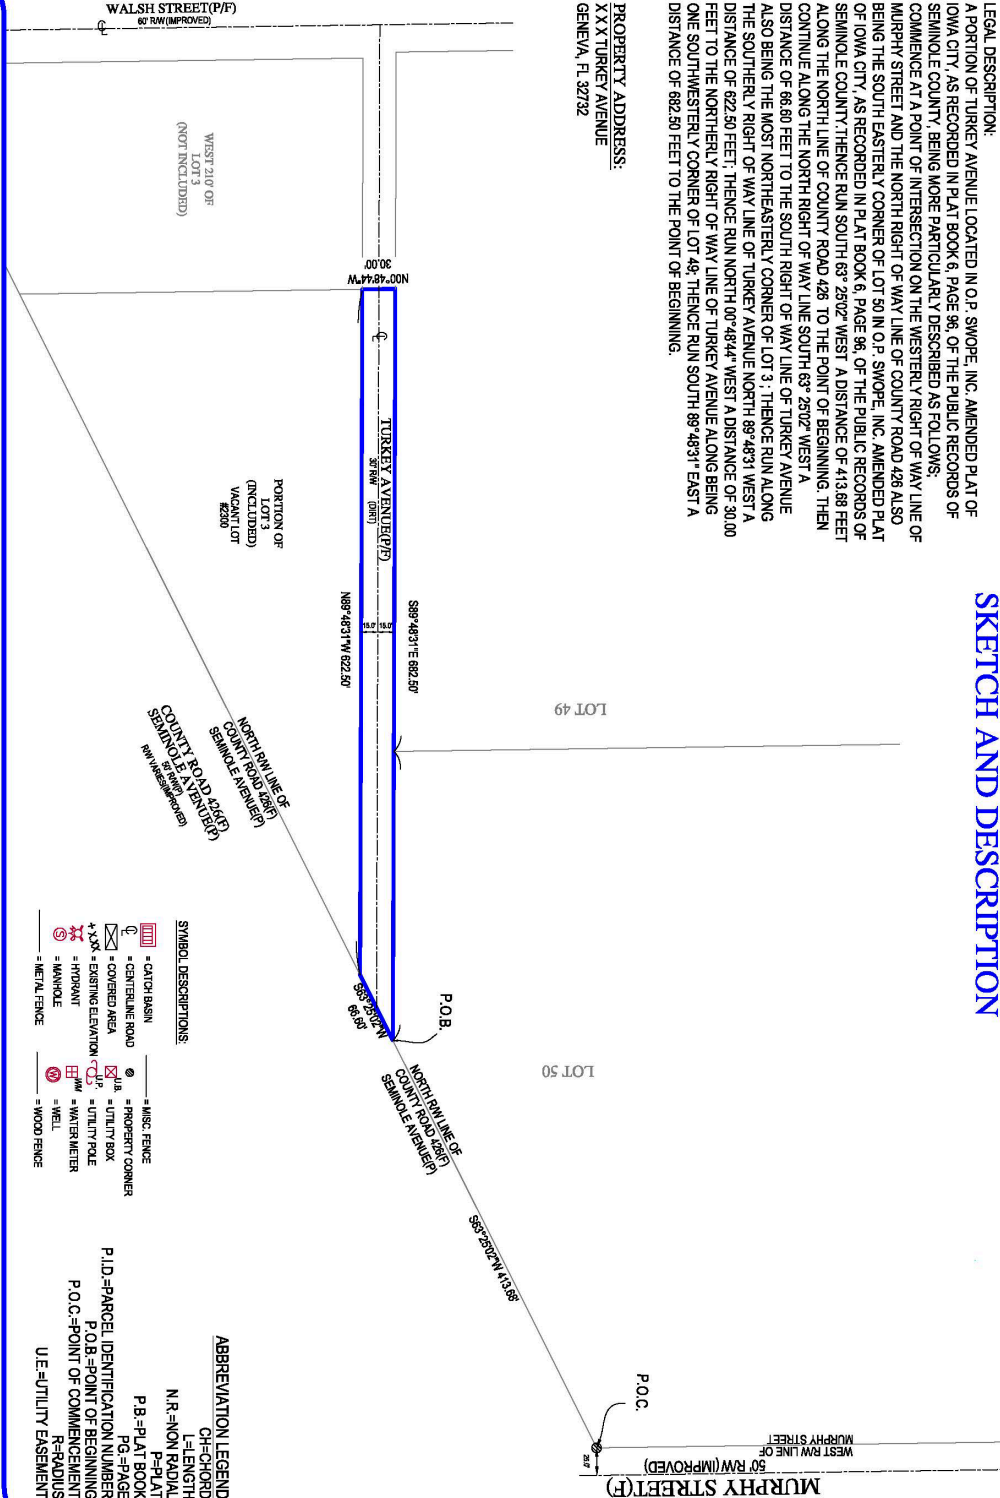 SKETCH AND DESCRIPTION
LEGAL DESCRIPTION:
A PORTION OF TURKEY AVENUE LOCATED IN O.P. SWOPE, INC. AMENDED PLAT OF
IOWA CITY, AS RECORDED IN PLAT BOOK 6, PAGE 96, OF THE PUBLIC RECORDS OF
SEMINOLE COUNTY, BEING MORE PARTICULARLY DESCRIBED AS FOLLOWS;
COMMENCE AT A POINT OF INTERSECTION ON THE WESTERLY RIGHT OF WAY LINE OF
MURPHY STREET AND THE NORTH RIGHT OF WAY LINE OF COUNTY ROAD 426 ALSO
BEING THE SOUTH EASTERLY CORNER OF LOT 50 IN O.P. SWOPE, INC. AMENDED PLAT
OF IOWA CITY, AS RECORDED IN PLAT BOOK 6, PAGE 96, OF THE PUBLIC RECORDS OF
SEMINOLE COUNTY.THENCE RUN SOUTH 63° 25'02" WEST A DISTANCE OF 413.68 FEET
ALONG THE NORTH LINE OF COUNTY ROAD 426 TO THE POINT OF BEGINNING. THEN
CONTINUE ALONG THE NORTH RIGHT OF WAY LINE SOUTH 63° 25'02" WEST A
DISTANCE OF 66.60 FEET TO THE SOUTH RIGHT OF WAY LINE OF TURKEY AVENUE
ALSO BEING THE MOST NORTHEASTERLY CORNER OF LOT 3 ; THENCE RUN ALONG
THE SOUTHERLY RIGHT OF WAY LINE OF TURKEY AVENUE NORTH 89°48'31 WEST A
DISTANCE OF 622.50 FEET; THENCE RUN NORTH 00°48'44" WEST A DISTANCE OF 30.00
FEET TO THE NORTHERLY RIGHT OF WAY LINE OF TURKEY AVENUE ALONG BEING
ONE SOUTHWESTERLY CORNER OF LOT 49; THENCE RUN SOUTH 89°48'31" EAST A
DISTANCE OF 682.50 FEET TO THE POINT OF BEGINNING.
PROPERTY ADDRESS:
XXX TURKEY AVENUE
GENEVA, FL 32732
WALSH STREET(P/F)
60' R/W(IMPROVED)
WEST 210' OF
LOT 3
(NOT INCLUDED)
N00°48'44"W
30.00'
TURKEY AVENUE(P/F)
30' R/W
(DIRT)
PORTION OF
LOT 3
(INCLUDED)
VACANT LOT
#2300
S89°48'31"E 682.50'
15.0'
15.0'
N89°48'31"W 622.50'
LOT 49
LOT 50
NORTH R/W LINE OF
COUNTY ROAD 426(F)
SEMINOLE AVENUE(P)
COUNTY ROAD 426(F)
SEMINOLE AVENUE(P)
50' R/W(P)
R/W VARIES(IMPROVED)
P.O.B.
S63°25'02"W
66.60'
NORTH R/W LINE OF
COUNTY ROAD 426(F)
SEMINOLE AVENUE(P)
S63°25'02"W 413.68'
P.O.C.
WEST R/W LINE OF
MURPHY STREET
50' R/W (IMPROVED)
MURPHY STREET(F)
25.0'
SYMBOL DESCRIPTIONS:
= CATCH BASIN
= CENTERLINE ROAD
= COVERED AREA
+ X.XX = EXISTING ELEVATION
= HYDRANT
= MANHOLE
= METAL FENCE
= MISC. FENCE
= PROPERTY CORNER
U.B. = UTILITY BOX
U.P. = UTILITY POLE
WM = WATER METER
W = WELL
= WOOD FENCE
ABBREVIATION LEGEND
CH=CHORD
L=LENGTH
N.R.=NON RADIAL
P=PLAT
P.B.=PLAT BOOK
PG.=PAGE
P.I.D.=PARCEL IDENTIFICATION NUMBER
P.O.B.=POINT OF BEGINNING
P.O.C.=POINT OF COMMENCEMENT
R=RADIUS
U.E.=UTILITY EASEMENT